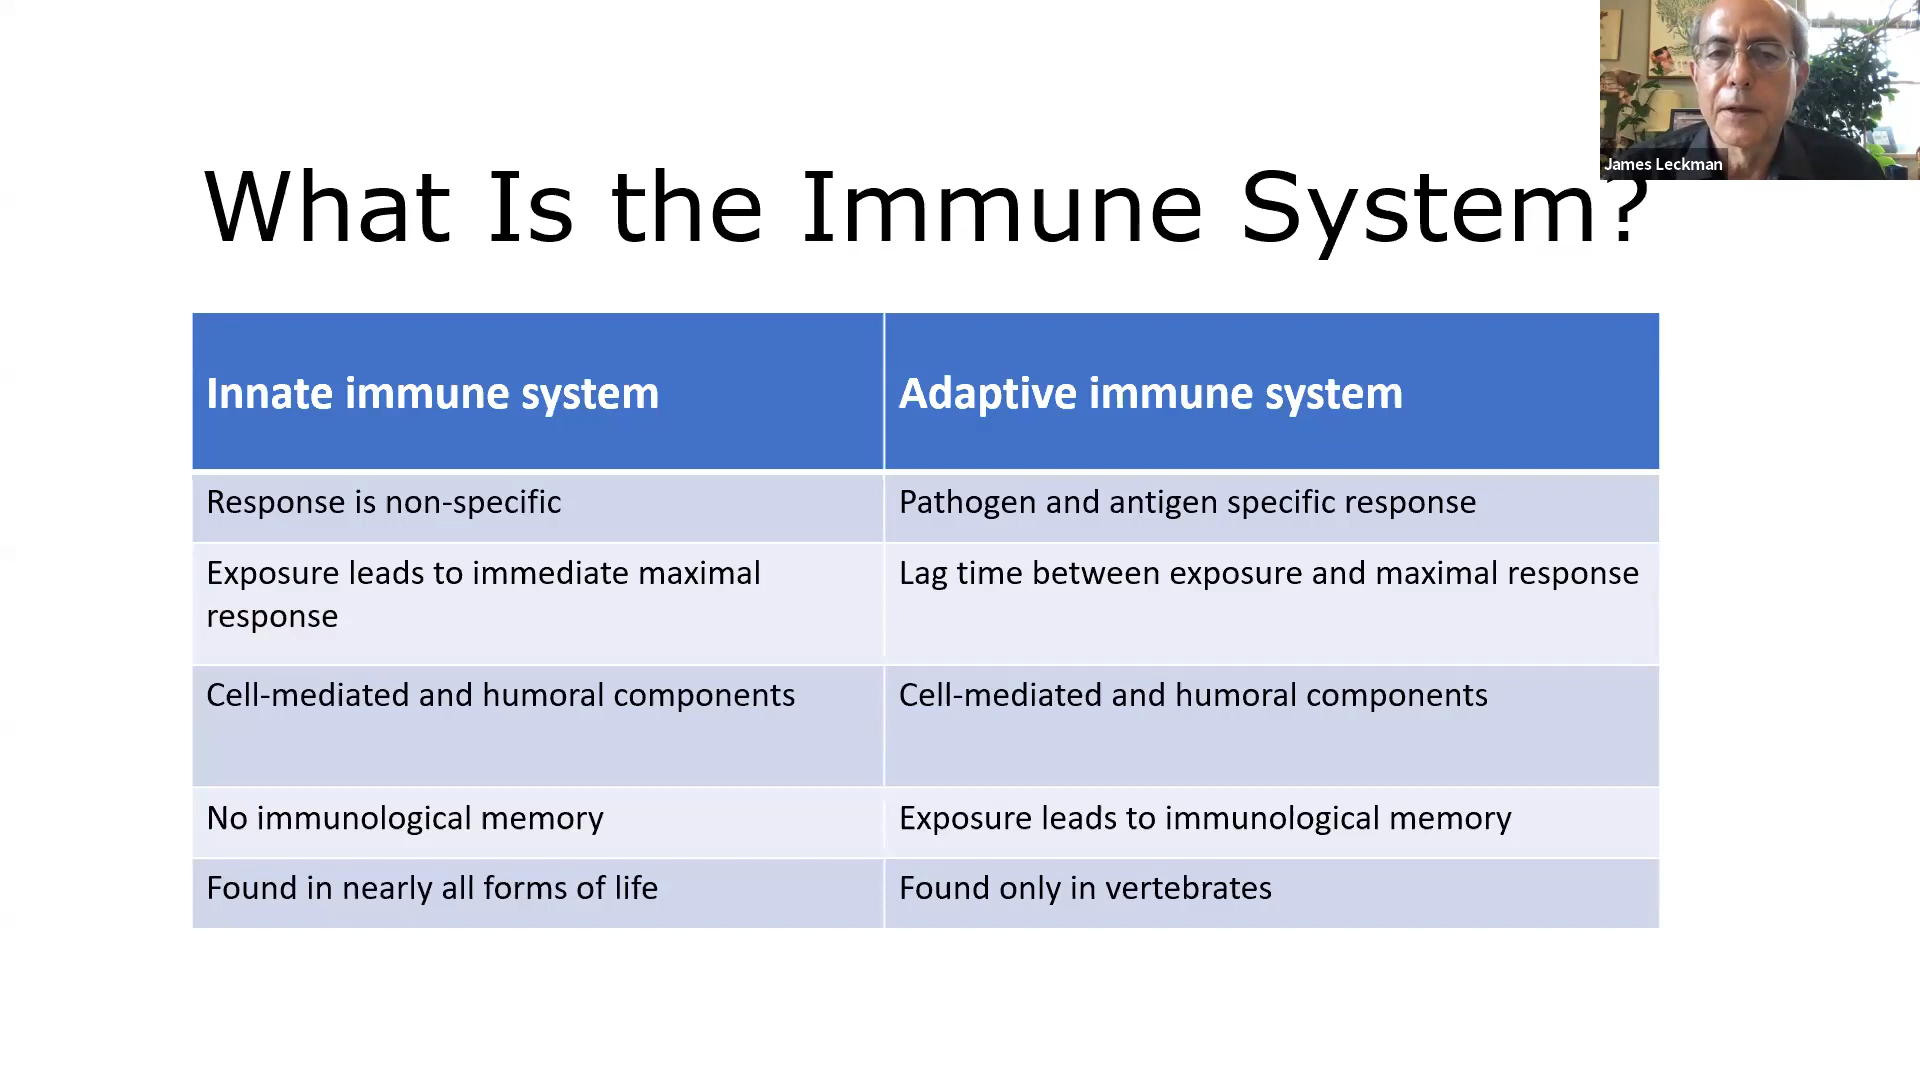 James Leckman
What Is the Immune System?
Innate immune system
Adaptive immune system
Response is non-specific
Pathogen and antigen specific response
Exposure leads to immediate maximal
response
Lag time between exposure and maximal response
Cell-mediated and humoral components
Cell-mediated and humoral components
No immunological memory
Exposure leads to immunological memory
Found in nearly all forms of life
Found only in vertebrates